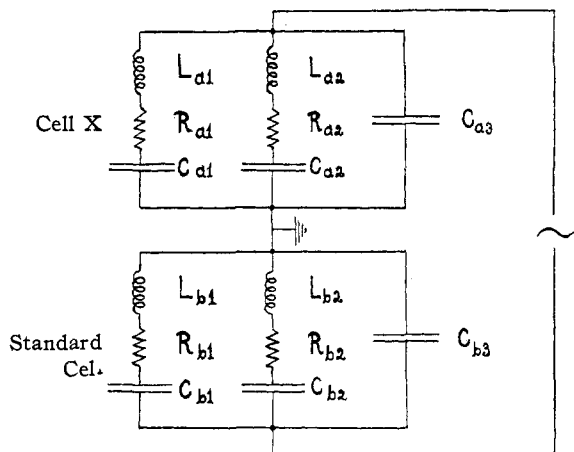 L_a1 L_a2
Cell X R_a1 R_a2 C_a3
C_a1 C_a2
~
L_b1 L_b2
Standard R_b1 R_b2 C_b3
Cel. C_b1 C_b2